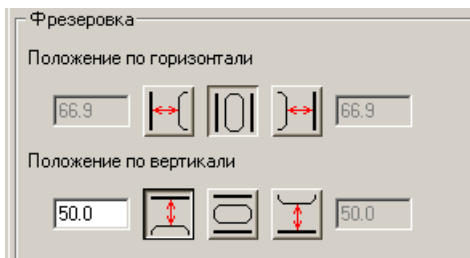 Фрезеровка
Положение по горизонтали
66.9 66.9
Положение по вертикали
50.0 50.0